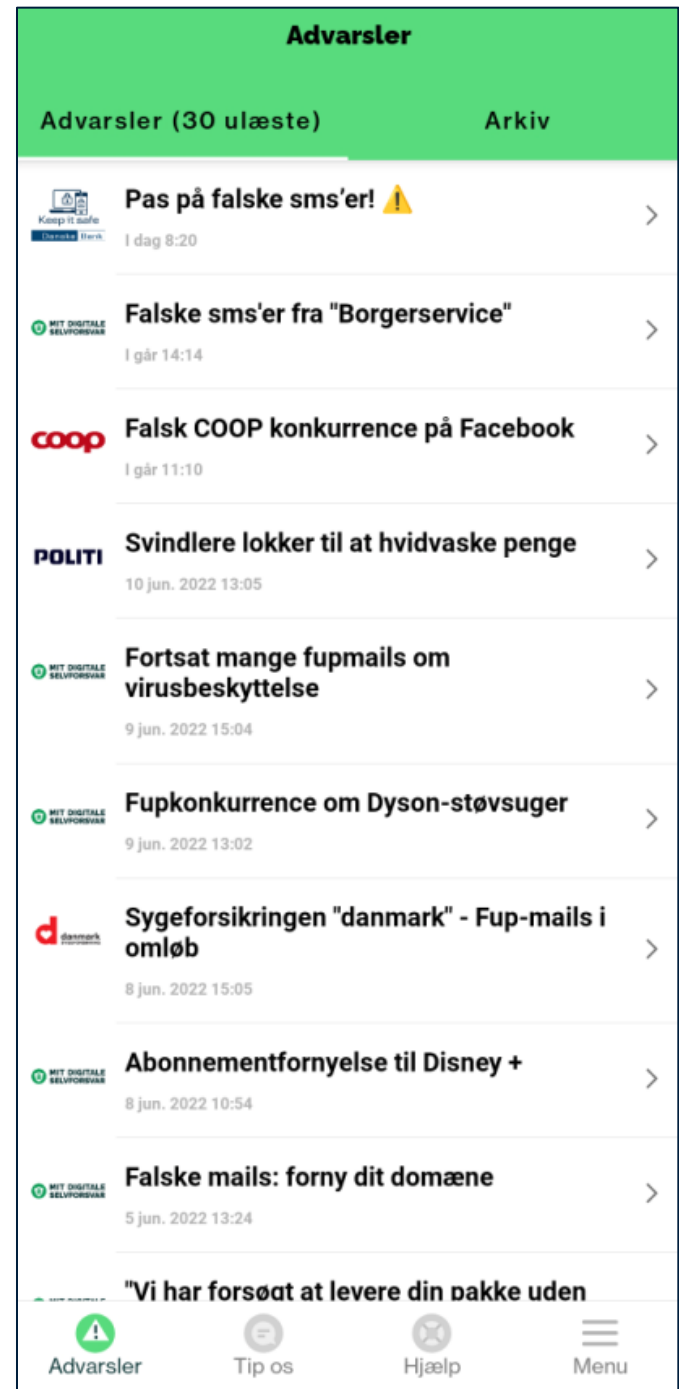 Advarsler
Advarsler (30 ulæste)
Arkiv
Keep it safe
Danske Bank
Pas på falske sms’er! ⚠️
I dag 8:20
MIT DIGITALE
SELVFORSVAR
Falske sms'er fra "Borgerservice"
I går 14:14
coop
Falsk COOP konkurrence på Facebook
I går 11:10
POLITI
Svindlere lokker til at hvidvaske penge
10 jun. 2022 13:05
MIT DIGITALE
SELVFORSVAR
Fortsat mange fupmails om
virusbeskyttelse
9 jun. 2022 15:04
MIT DIGITALE
SELVFORSVAR
Fupkonkurrence om Dyson-støvsuger
9 jun. 2022 13:02
danmark
Sygeforsikringen "danmark" - Fup-mails i
omløb
8 jun. 2022 15:05
MIT DIGITALE
SELVFORSVAR
Abonnementfornyelse til Disney +
8 jun. 2022 10:54
MIT DIGITALE
SELVFORSVAR
Falske mails: forny dit domæne
5 jun. 2022 13:24
"Vi har forsøgt at levere din pakke uden
Advarsler
Tip os
Hjælp
Menu